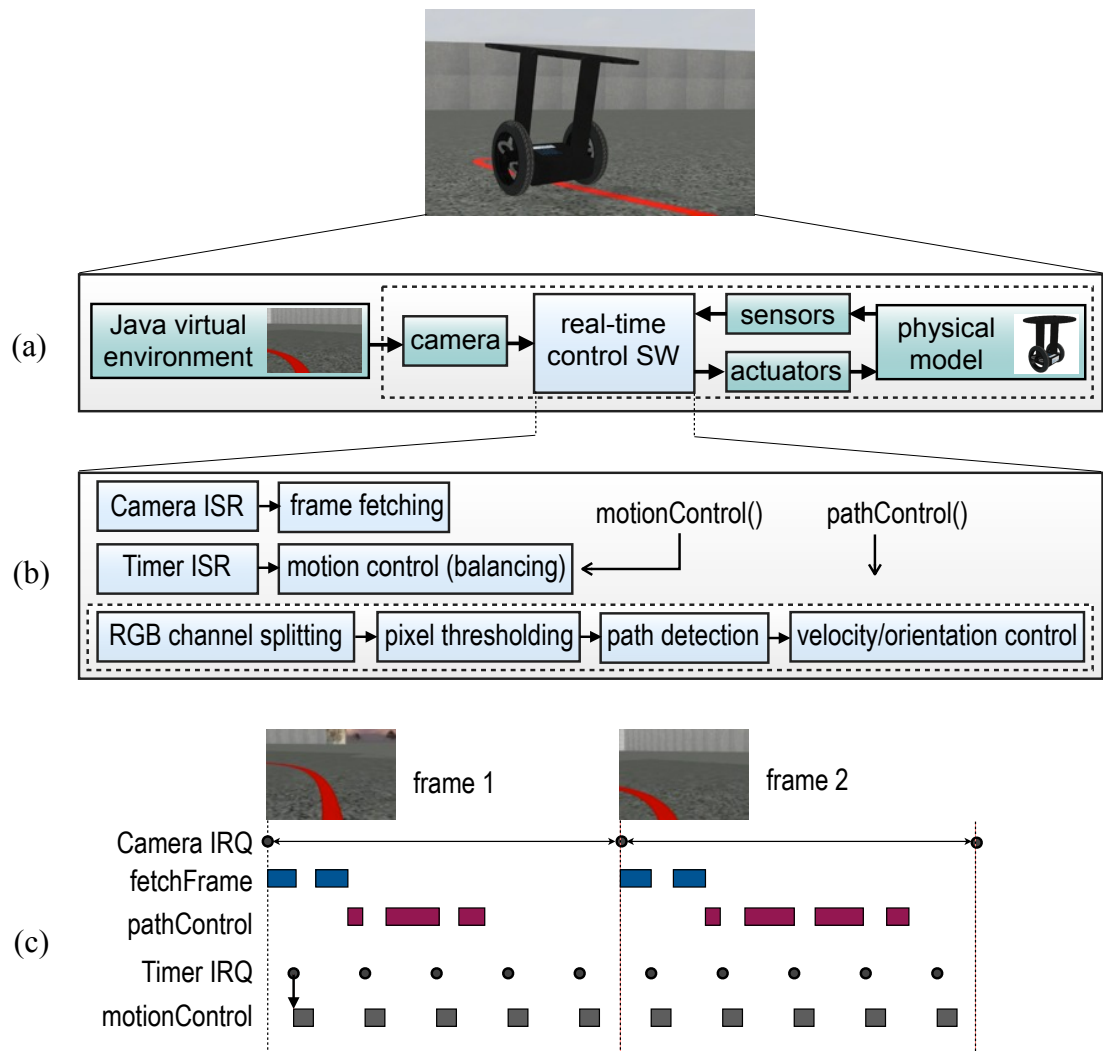 (a)
Java virtual
environment
camera
real-time
control SW
sensors
actuators
physical
model
(b)
Camera ISR
frame fetching
motionControl()
pathControl()
Timer ISR
motion control (balancing)
RGB channel splitting
pixel thresholding
path detection
velocity/orientation control
(c)
frame 1
frame 2
Camera IRQ
fetchFrame
pathControl
Timer IRQ
motionControl